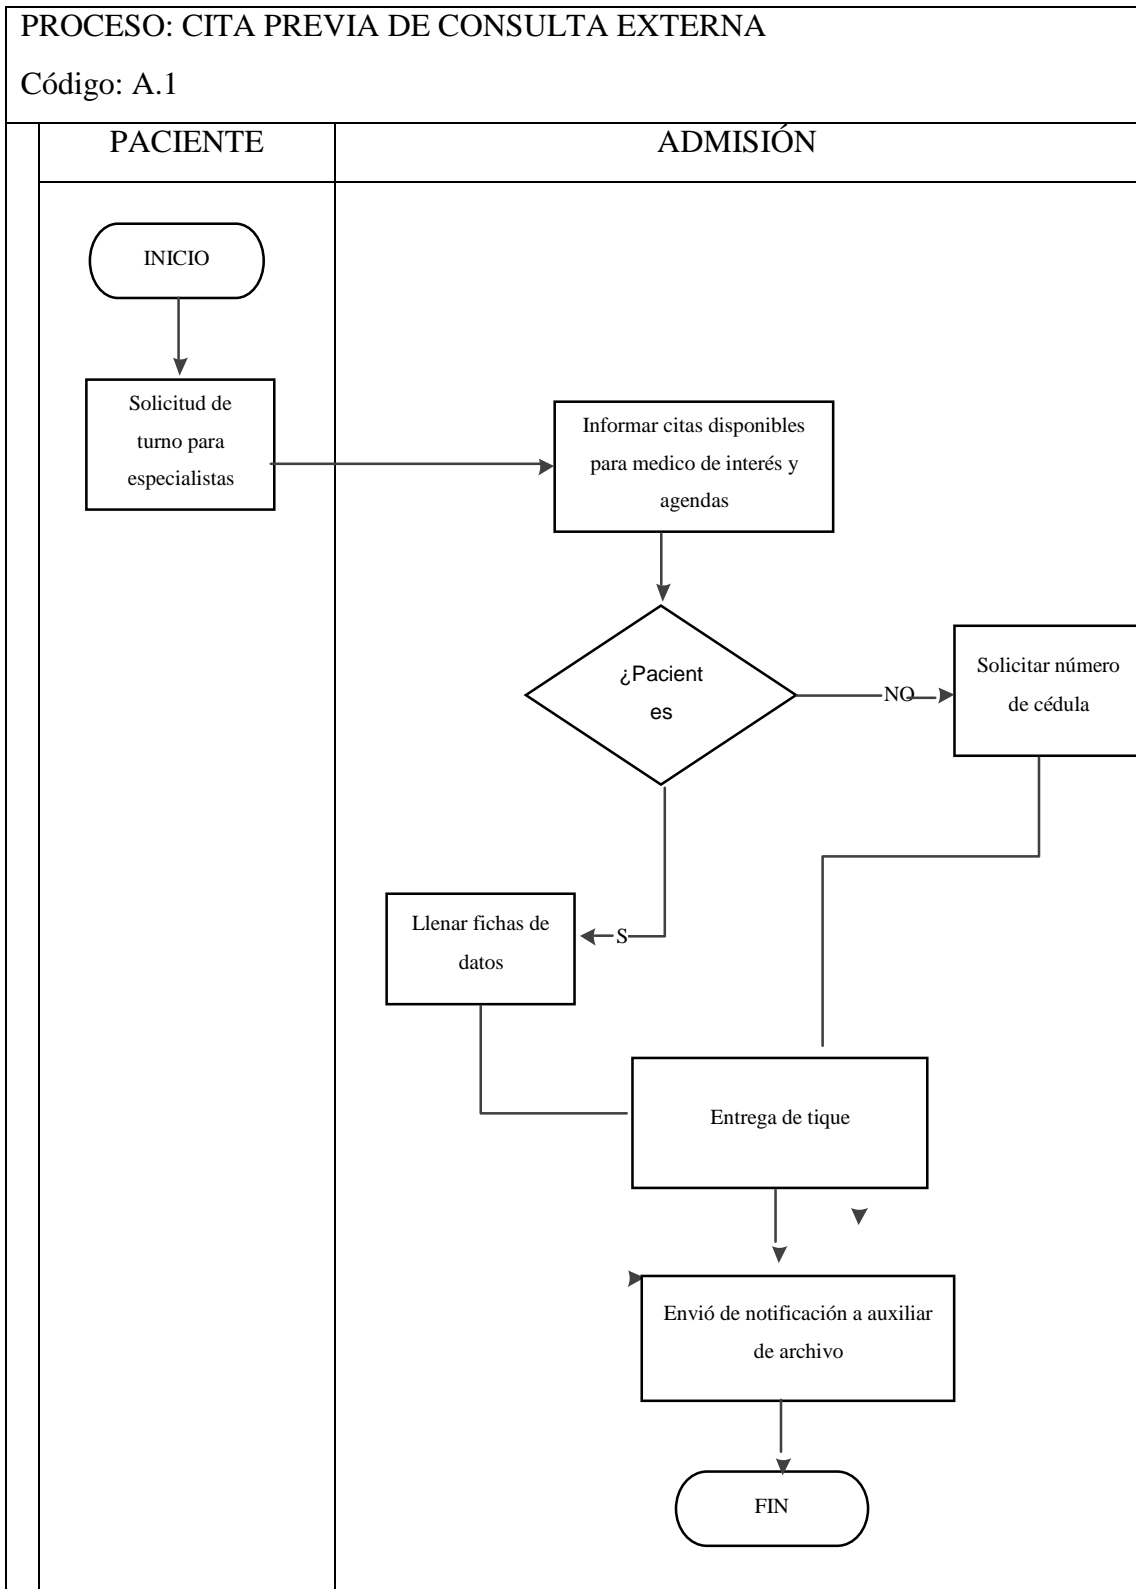 PROCESO: CITA PREVIA DE CONSULTA EXTERNA
Código: A.1
PACIENTE
ADMISIÓN
INICIO
Solicitud de
turno para
especialistas
Informar citas disponibles
para medico de interés y
agendas
¿Pacient
es
NO
Solicitar número
de cédula
Llenar fichas de
datos
S
Entrega de tique
Envió de notificación a auxiliar
de archivo
FIN